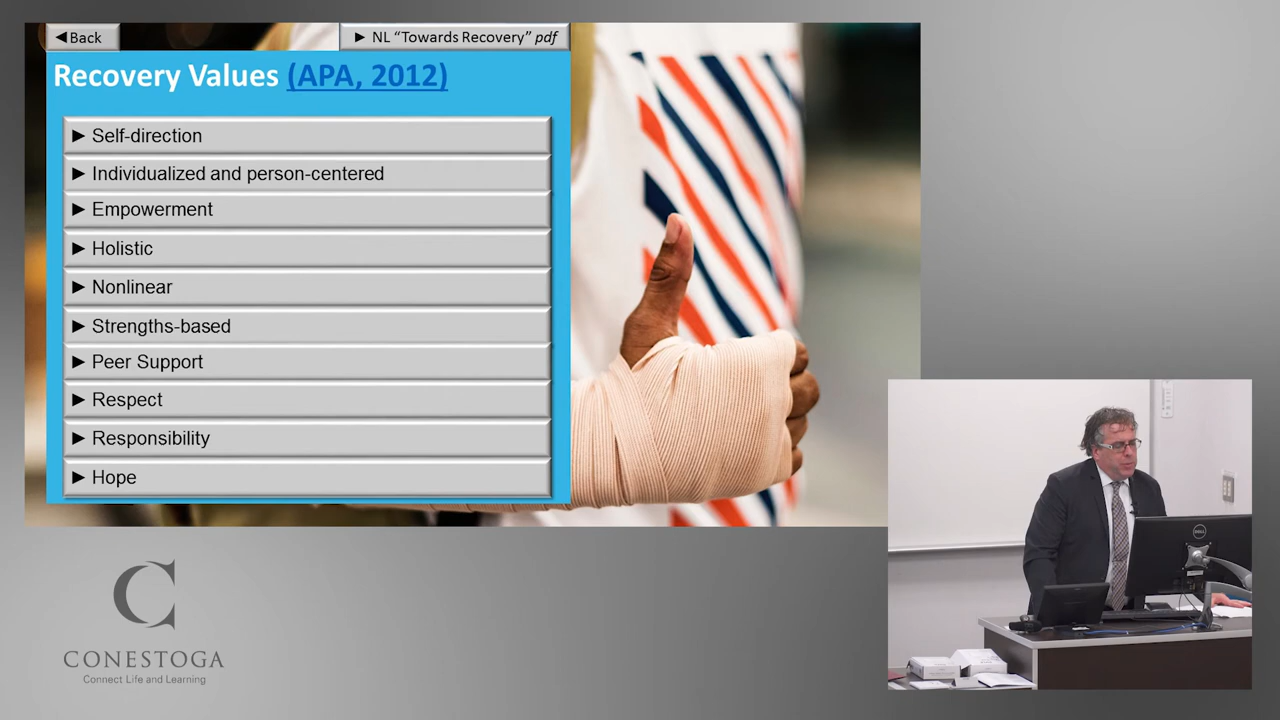 ◄Back
► NL “Towards Recovery” pdf
Recovery Values (APA, 2012)
► Self-direction
► Individualized and person-centered
► Empowerment
► Holistic
► Nonlinear
► Strengths-based
► Peer Support
► Respect
► Responsibility
► Hope
DELL
CONESTOGA
Connect Life and Learning